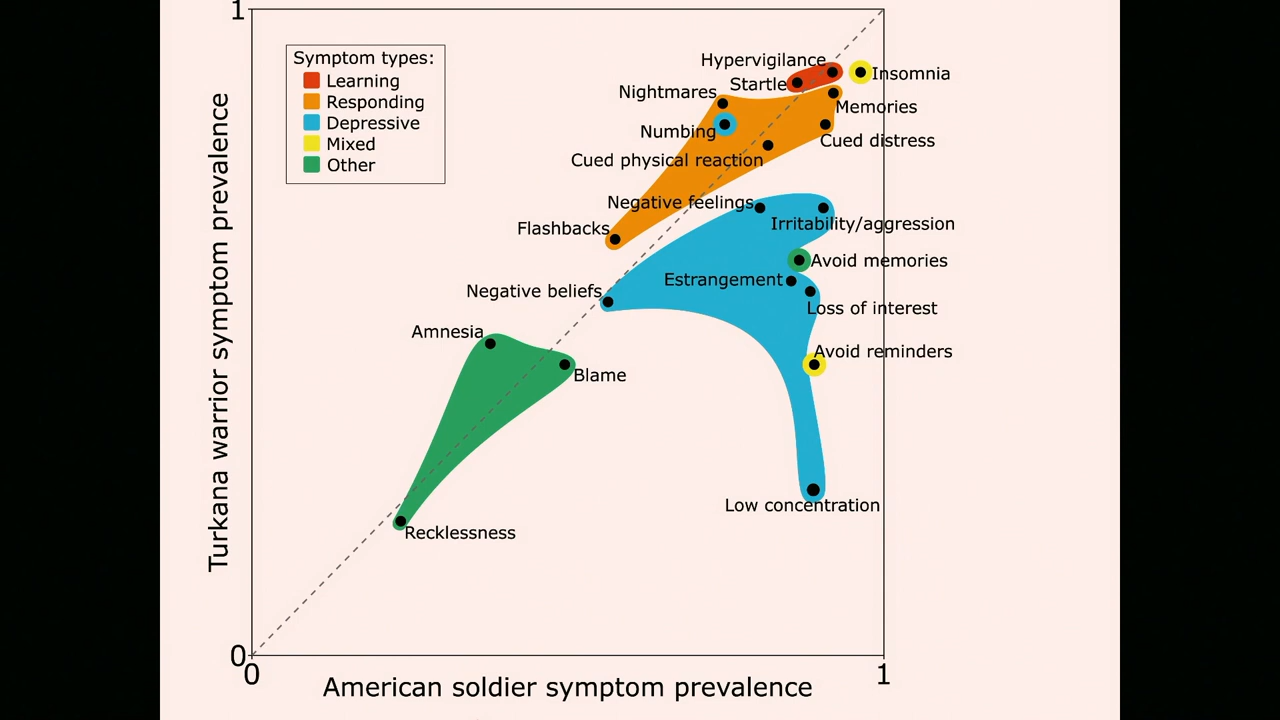 1
Symptom types:
Learning
Responding
Depressive
Mixed
Other
Hypervigilance
Insomnia
Startle
Nightmares
Memories
Numbing
Cued distress
Cued physical reaction
Negative feelings
Irritability/aggression
Flashbacks
Avoid memories
Estrangement
Negative beliefs
Loss of interest
Amnesia
Avoid reminders
Blame
Low concentration
Recklessness
Turkana warrior symptom prevalence
0
0
1
American soldier symptom prevalence